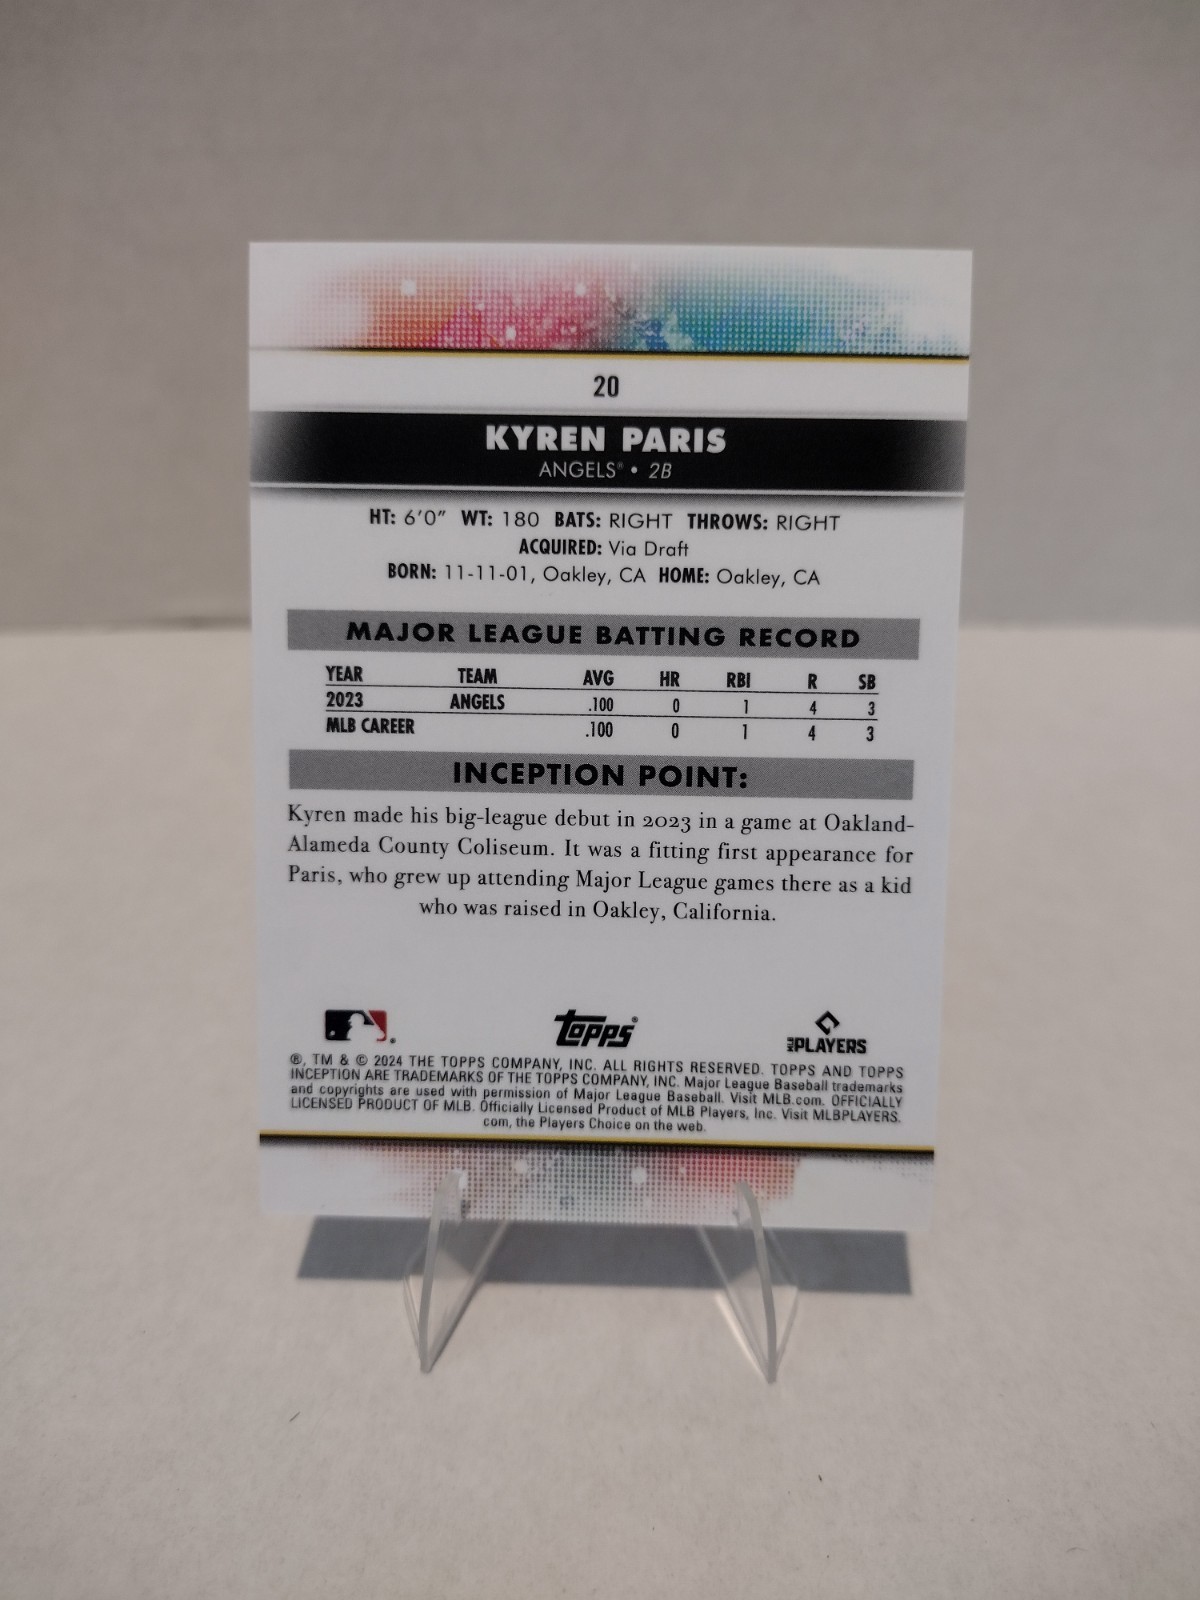 20
KYREN PARIS
ANGELS® • 2B
HT: 6'0" WT: 180 BATS: RIGHT THROWS: RIGHT
ACQUIRED: Via Draft
BORN: 11-11-01, Oakley, CA HOME: Oakley, CA
MAJOR LEAGUE BATTING RECORD
YEAR TEAM AVG HR RBI R SB
2023 ANGELS .100 0 1 4 3
MLB CAREER .100 0 1 4 3
INCEPTION POINT:
Kyren made his big-league debut in 2023 in a game at Oakland-
Alameda County Coliseum. It was a fitting first appearance for
Paris, who grew up attending Major League games there as a kid
who was raised in Oakley, California.
topps® MLB PLAYERS
®, TM & © 2024 THE TOPPS COMPANY, INC. ALL RIGHTS RESERVED. TOPPS AND TOPPS
INCEPTION ARE TRADEMARKS OF THE TOPPS COMPANY, INC. Major League Baseball trademarks
and copyrights are used with permission of Major League Baseball. Visit MLB.com. OFFICIALLY
LICENSED PRODUCT OF MLB. Officially Licensed Product of MLB Players, Inc. Visit MLBPLAYERS.
com, the Players Choice on the web.